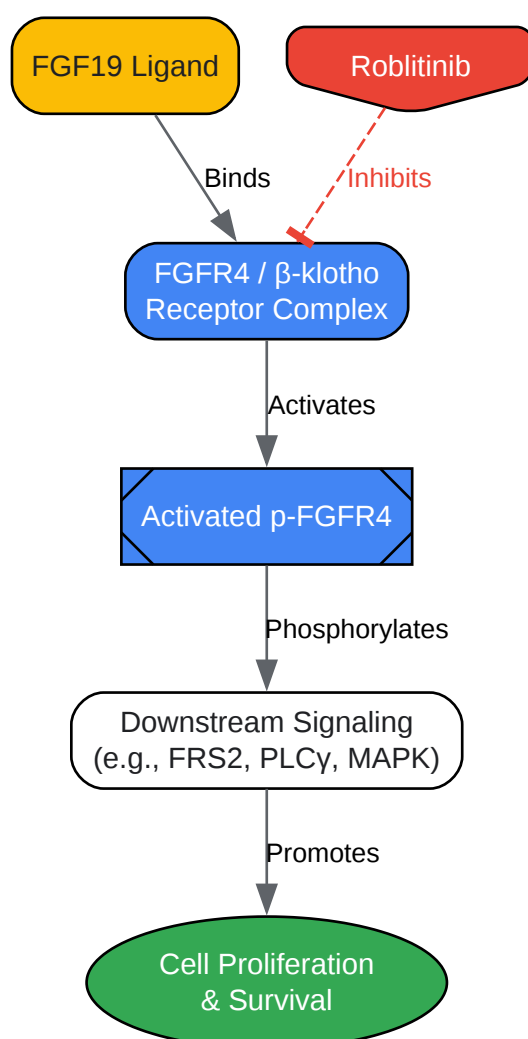 FGF19 Ligand
Roblitinib
Binds
Inhibits
FGFR4 / β-klotho
Receptor Complex
Activates
Activated p-FGFR4
Phosphorylates
Downstream Signaling
(e.g., FRS2, PLCγ, MAPK)
Promotes
Cell Proliferation
& Survival